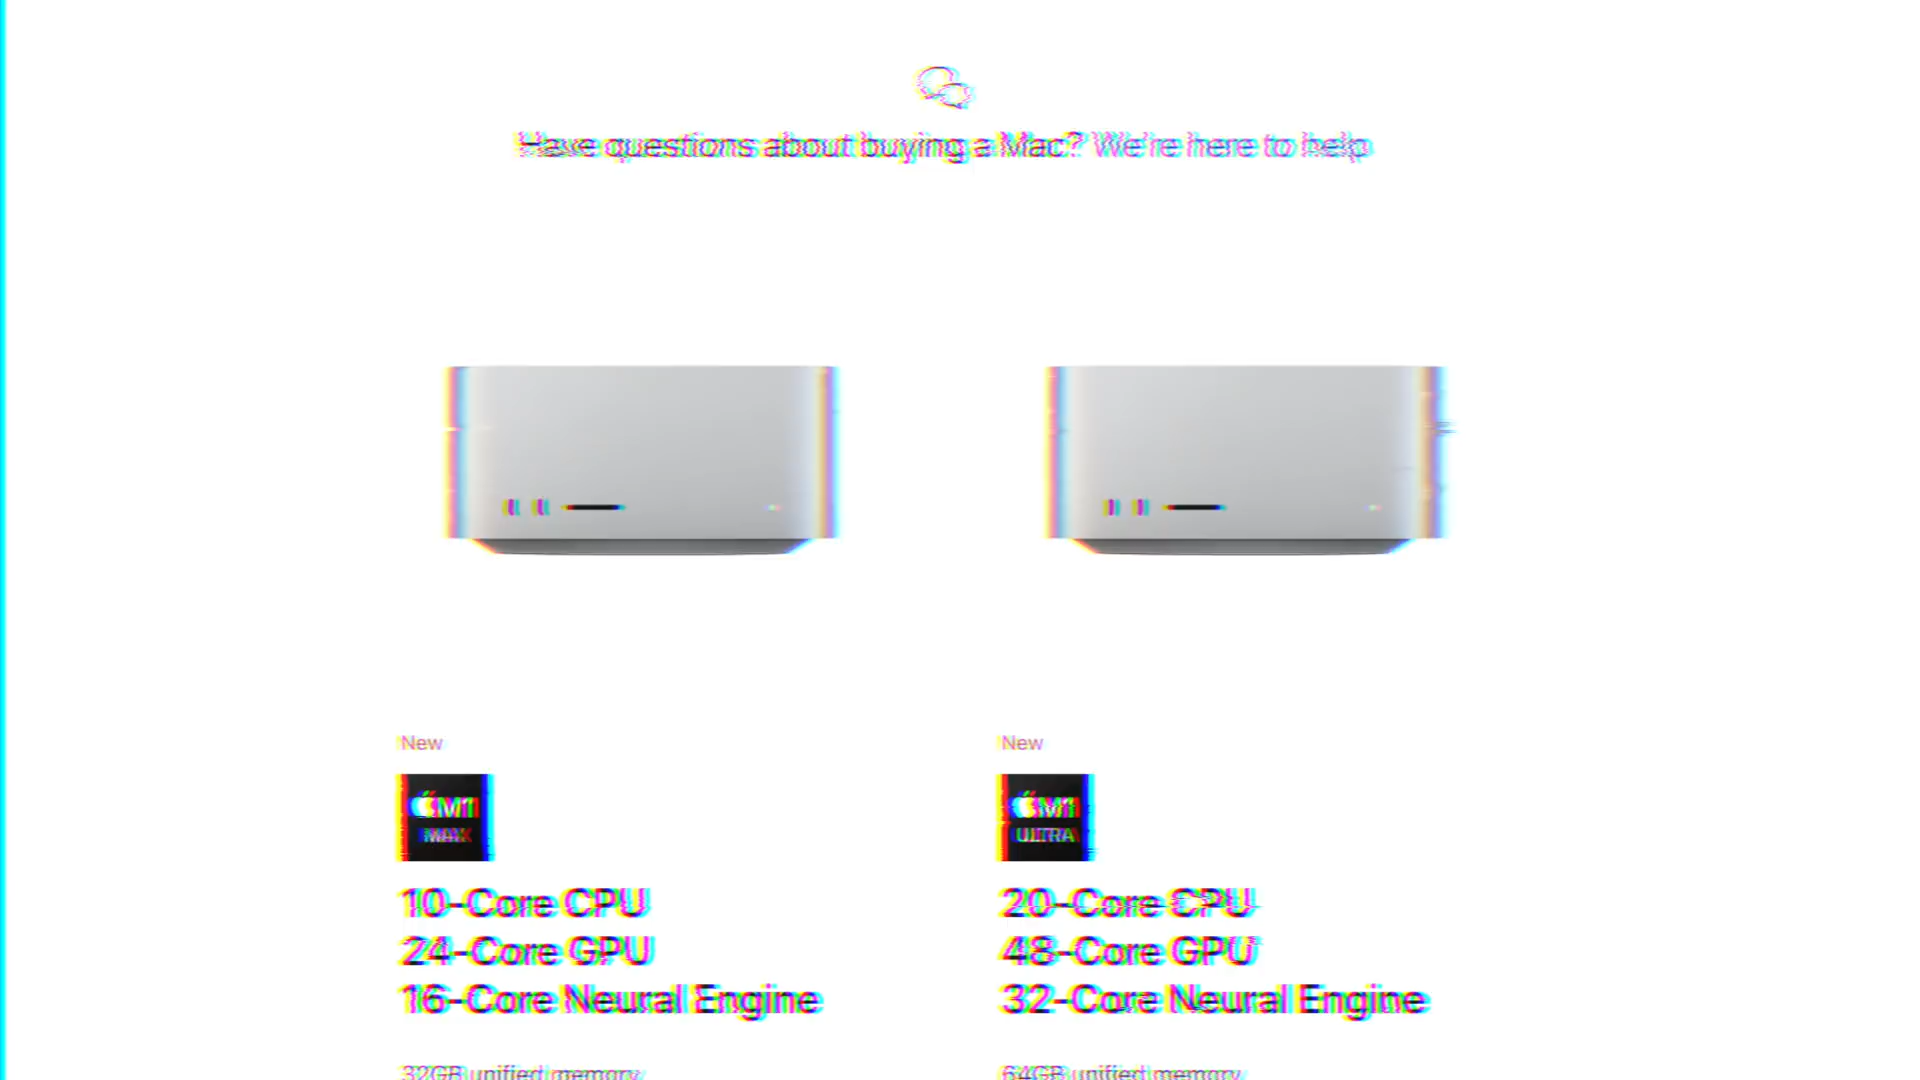 Have questions about buying a Mac? We're here to help
New
M1
MAX
10-Core CPU
24-Core GPU
16-Core Neural Engine
32GB unified memory
New
M1
ULTRA
20-Core CPU
48-Core GPU
32-Core Neural Engine
64GB unified memory